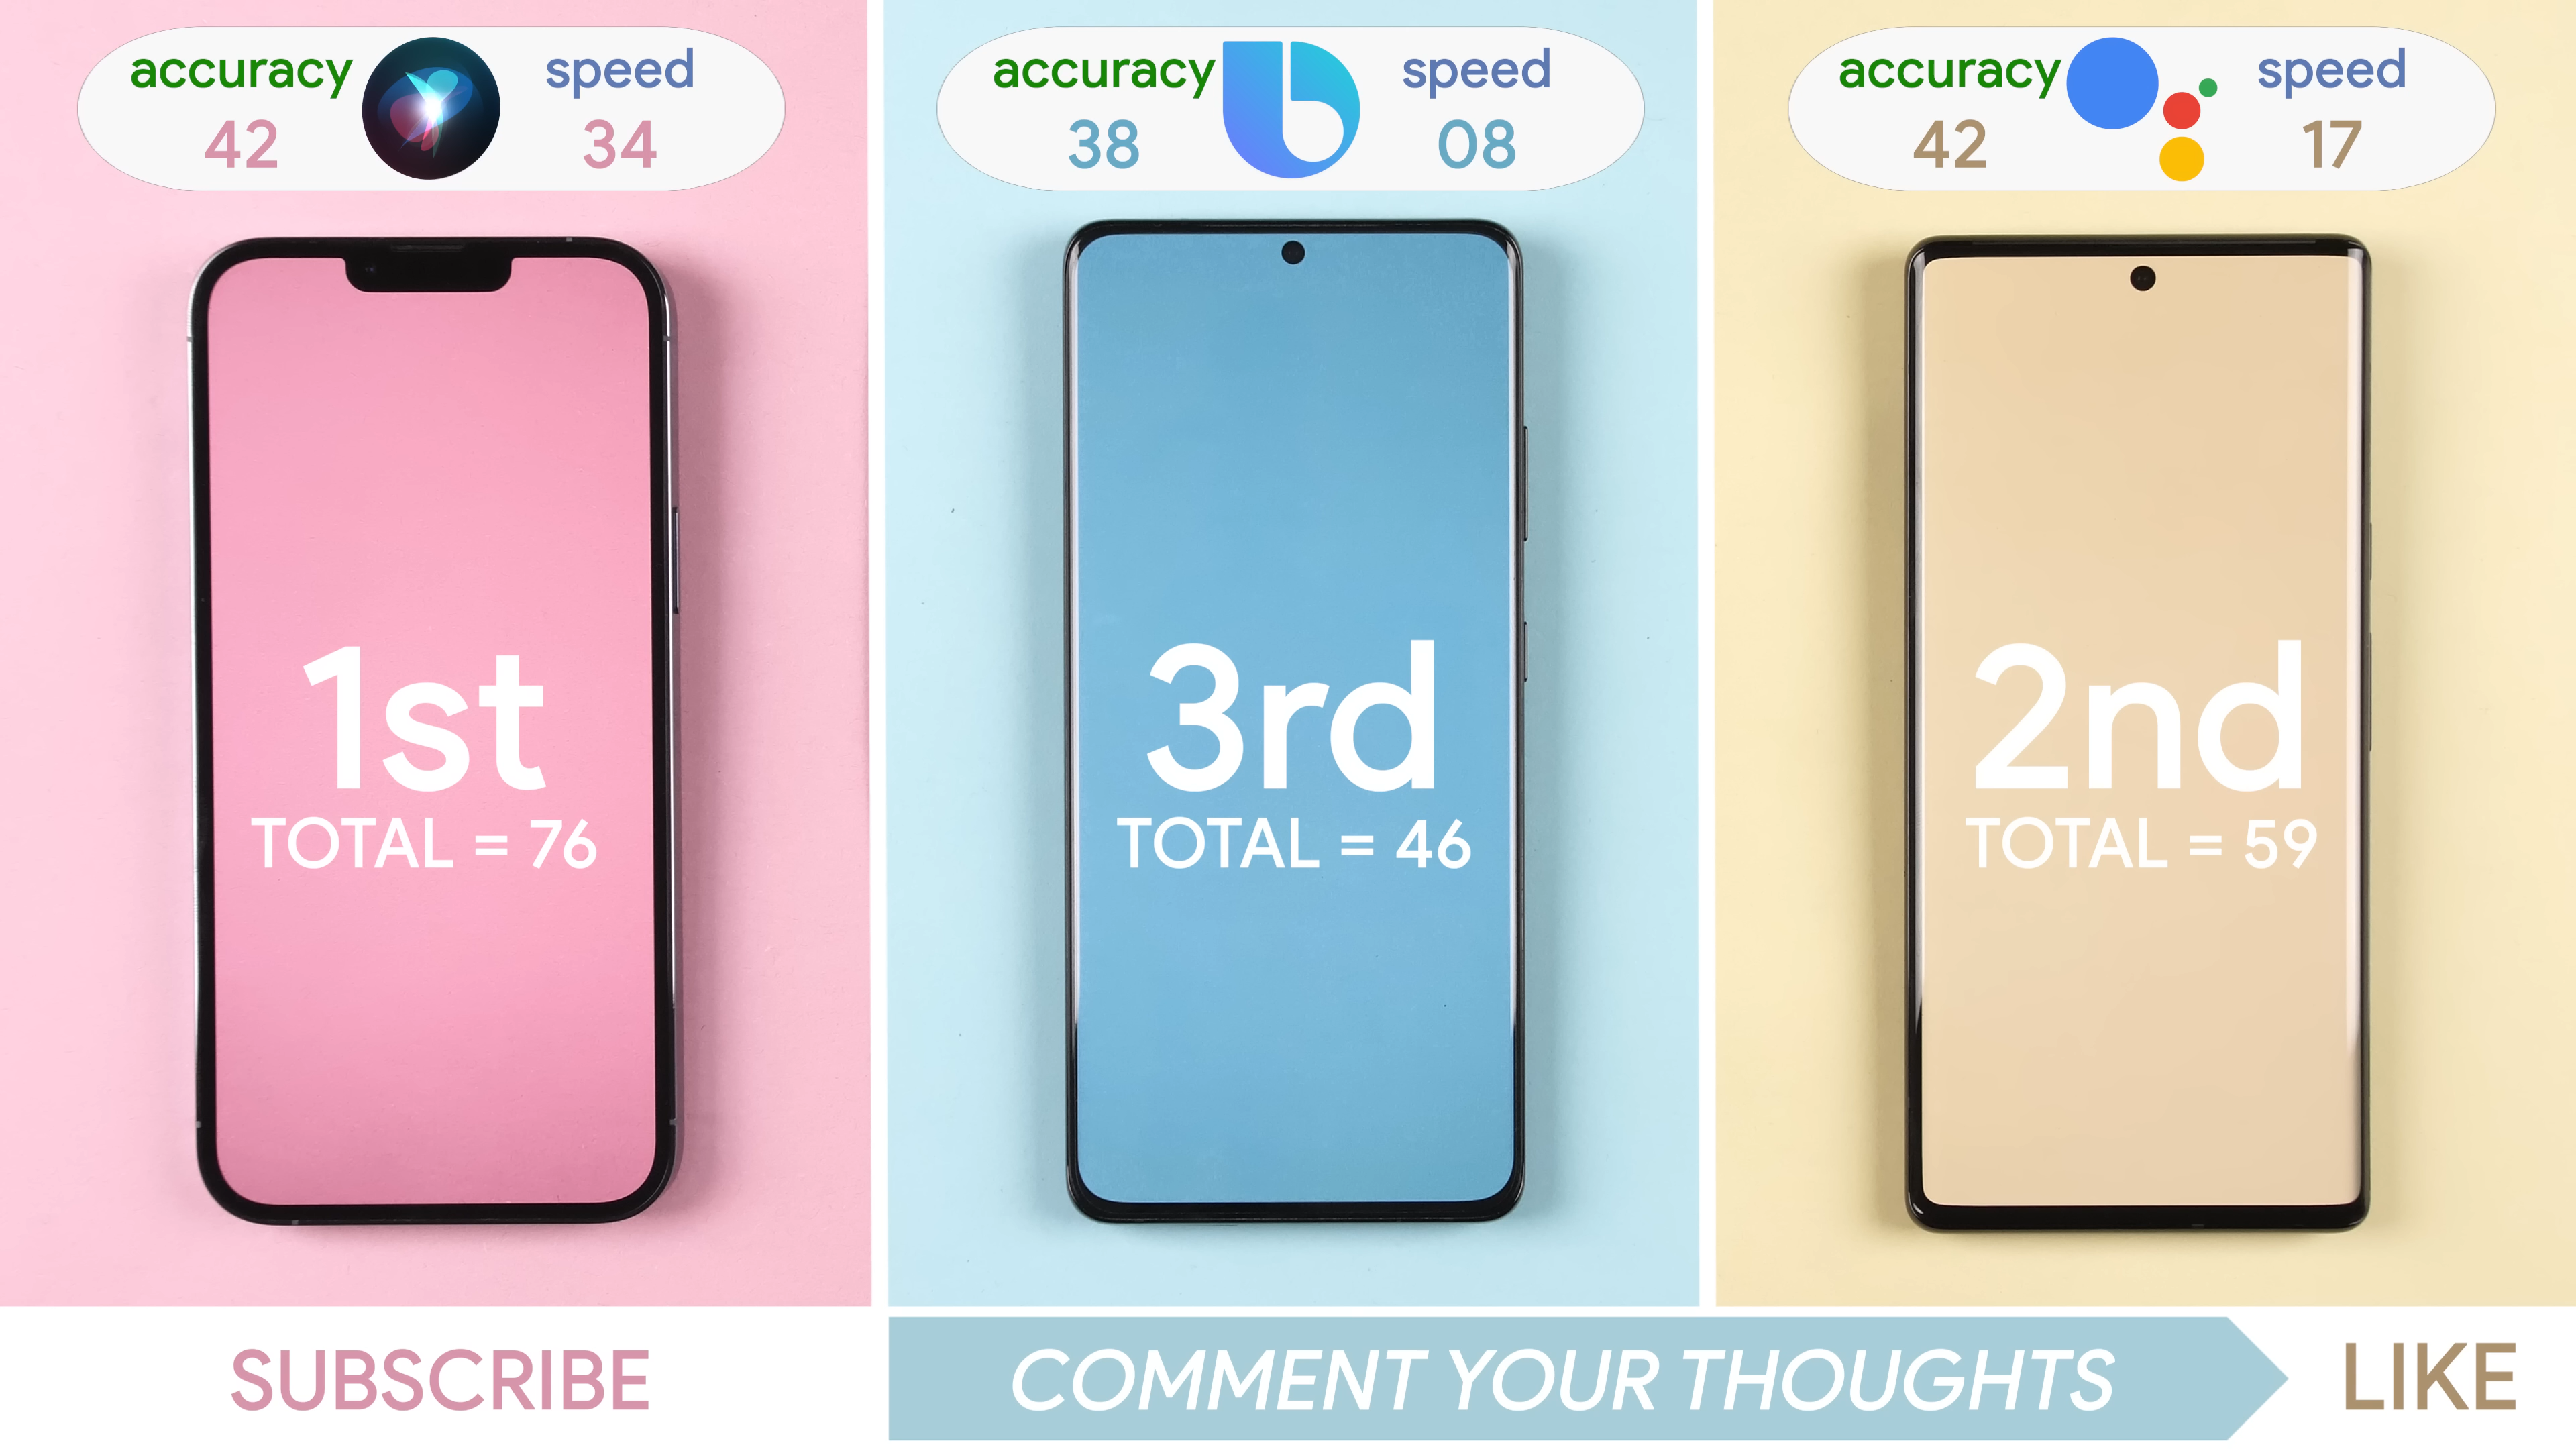 accuracy speed
42 34
accuracy speed
38 08
accuracy speed
42 17
1st
TOTAL = 76
3rd
TOTAL = 46
2nd
TOTAL = 59
SUBSCRIBE
COMMENT YOUR THOUGHTS
LIKE